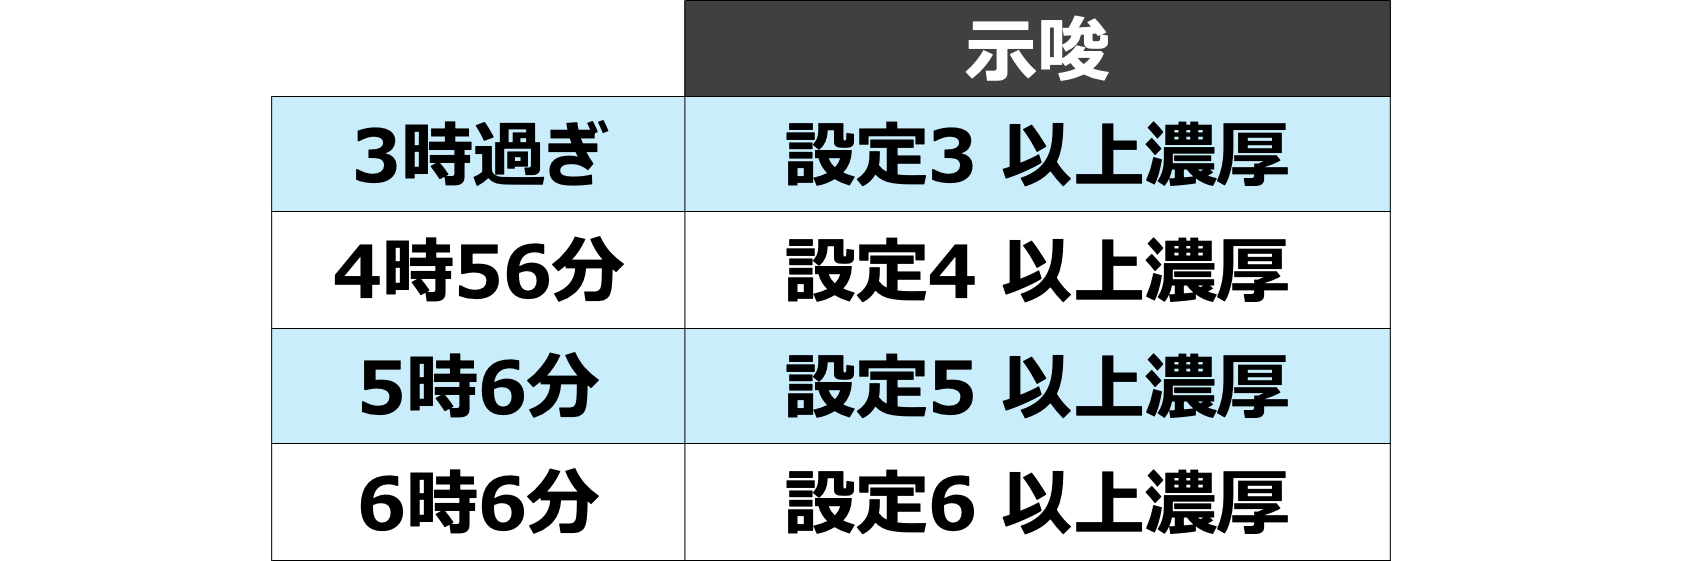 示唆
3時過ぎ 設定3 以上濃厚
4時56分 設定4 以上濃厚
5時6分 設定5 以上濃厚
6時6分 設定6 以上濃厚